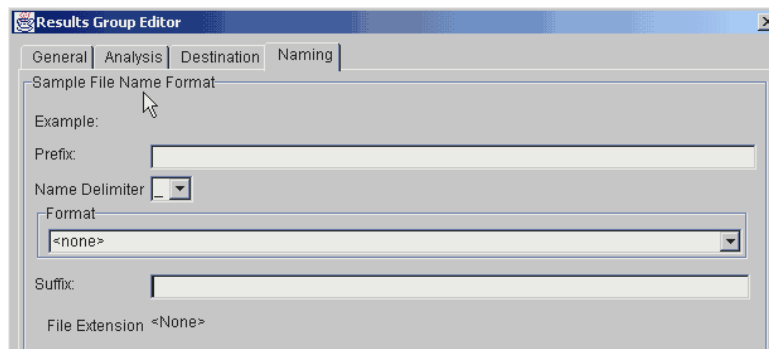 Results Group Editor
General Analysis Destination Naming
Sample File Name Format
Example:
Prefix:
Name Delimiter _
Format
<none>
Suffix:
File Extension <None>